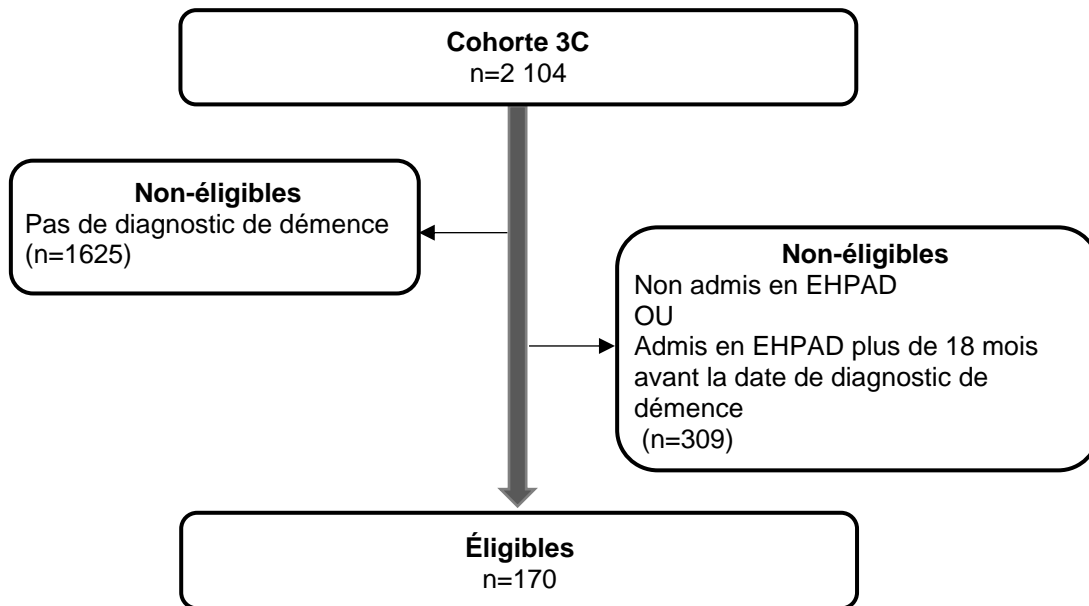 Cohorte 3C
n=2 104
Non-éligibles
Pas de diagnostic de démence
(n=1625)
Non-éligibles
Non admis en EHPAD
OU
Admis en EHPAD plus de 18 mois
avant la date de diagnostic de
démence
(n=309)
Éligibles
n=170